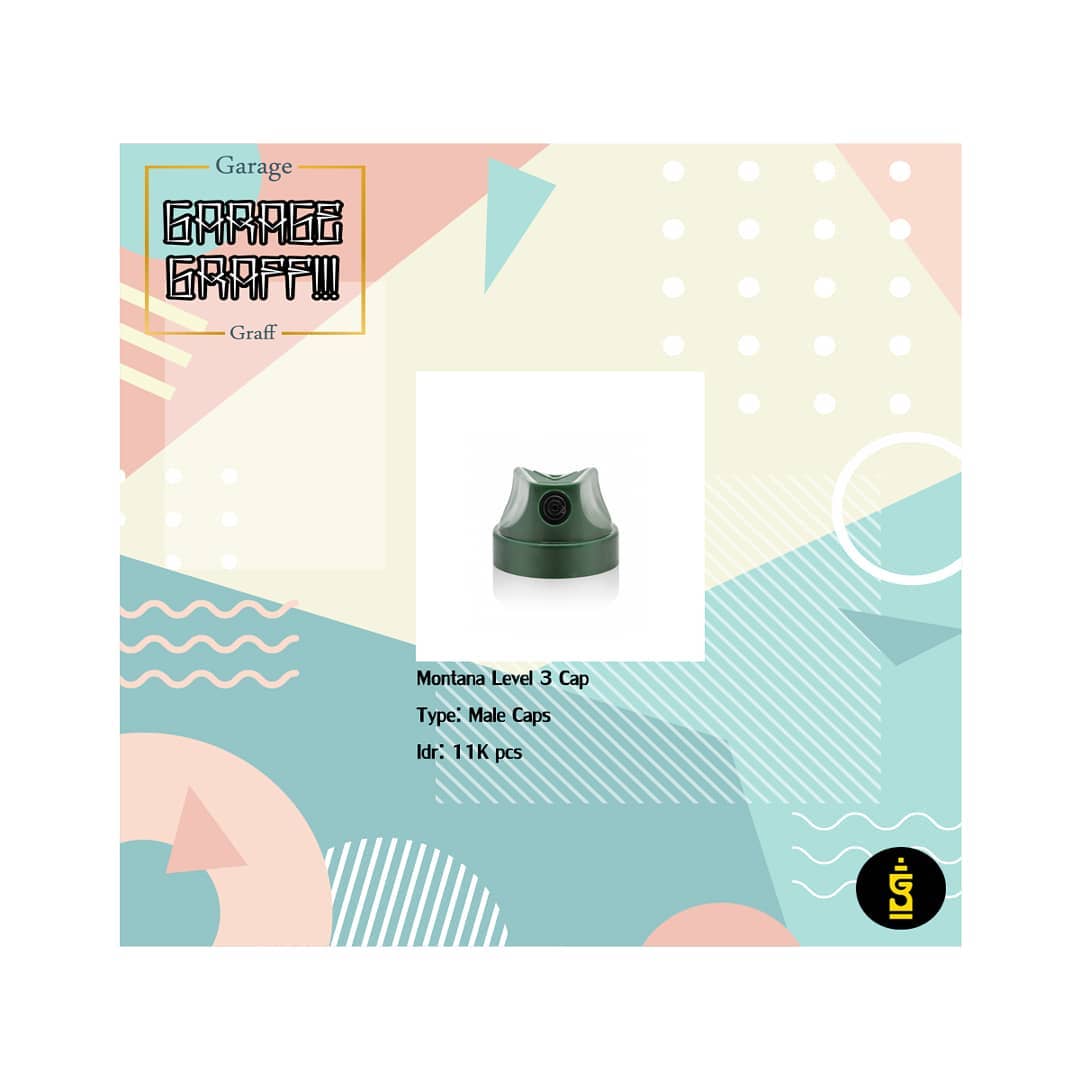 Garage
GARAGE
GRAFF!!!
Graff
Montana Level 3 Cap
Type: Male Caps
Idr: 11K pcs